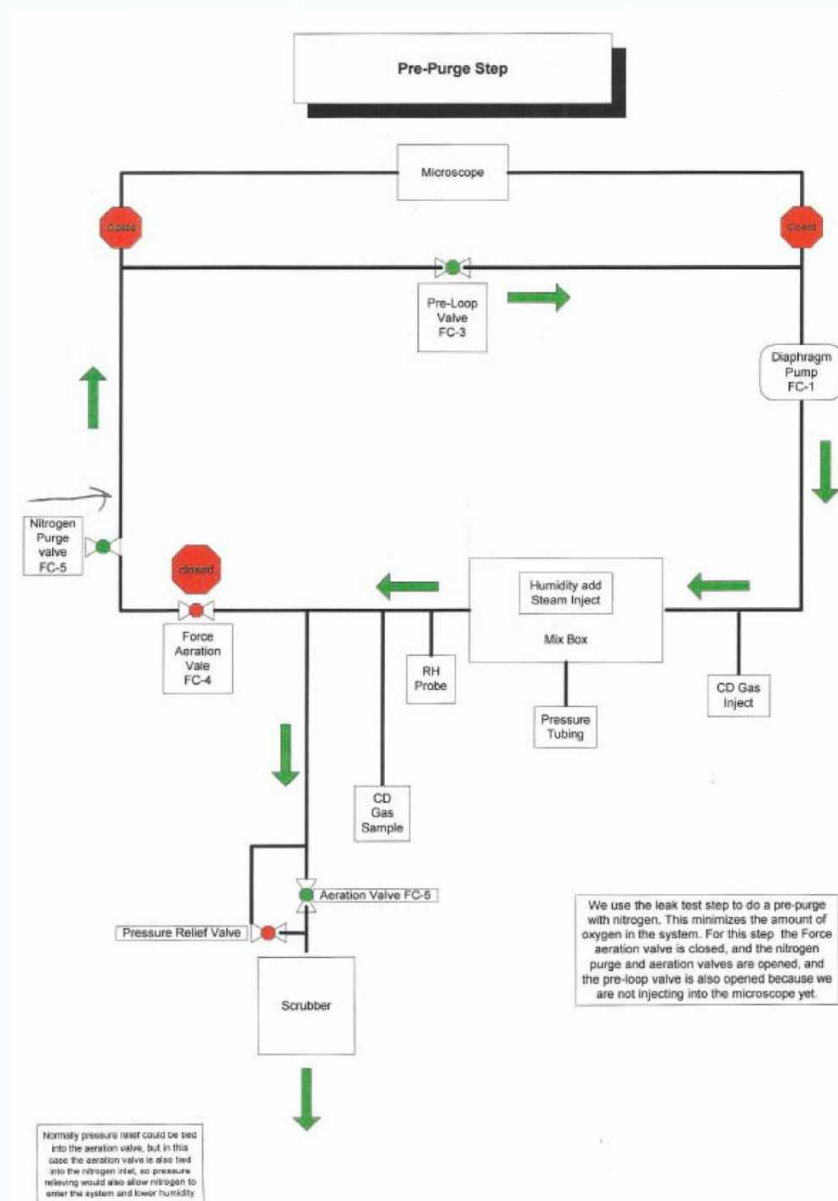 Pre-Purge Step
Microscope
Closed
Closed
Pre-Loop
Valve
FC-3
Diaphragm
Pump
FC-1
Nitrogen
Purge
valve
FC-5
closed
Force
Aeration
Vale
FC-4
Humidity add
Steam Inject
Mix Box
RH
Probe
Pressure
Tubing
CD Gas
Inject
CD
Gas
Sample
Aeration Valve FC-5
Pressure Relief Valve
Scrubber
We use the leak test step to do a pre-purge
with nitrogen. This minimizes the amount of
oxygen in the system. For this step the Force
aeration valve is closed, and the nitrogen
purge and aeration valves are opened, and
the pre-loop valve is also opened because we
are not injecting into the microscope yet.
Normally pressure relief could be tied
into the aeration valve, but in this
case the aeration valve is also tied
into the nitrogen inlet, so pressure
relieving would also allow nitrogen to
enter the system and lower humidity